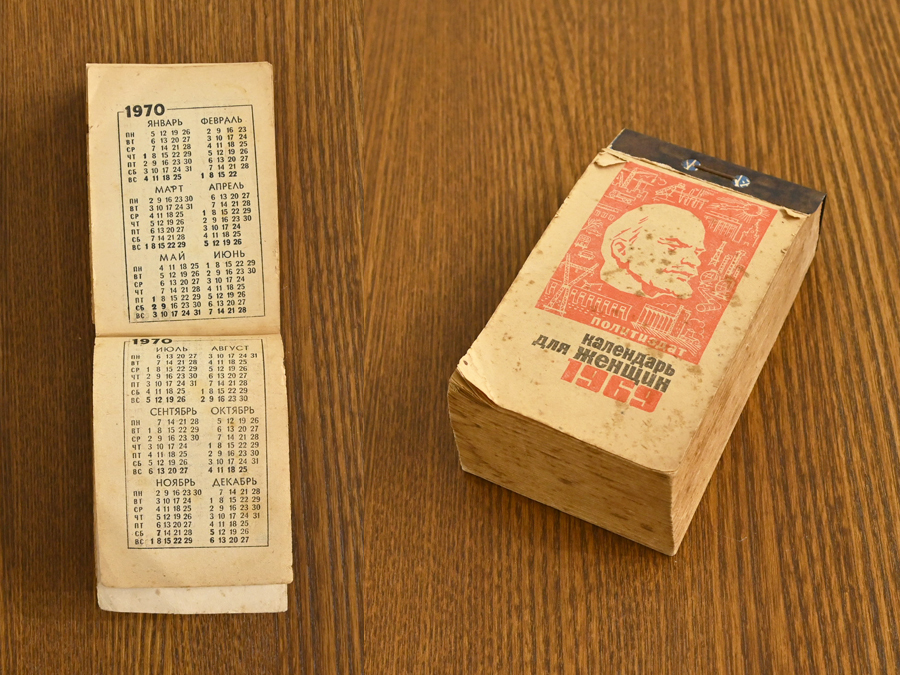 1970
ЯНВАРЬ ФЕВРАЛЬ
ПН 5 12 19 26 2 9 16 23
ВТ 6 13 20 27 3 10 17 24
СР 7 14 21 28 4 11 18 25
ЧТ 1 8 15 22 29 5 12 19 26
ПТ 2 9 16 23 30 6 13 20 27
СБ 3 10 17 24 31 7 14 21 28
ВС 4 11 18 25 1 8 15 22
МАРТ АПРЕЛЬ
ПН 2 9 16 23 30 6 13 20 27
ВТ 3 10 17 24 31 7 14 21 28
СР 4 11 18 25 1 8 15 22 29
ЧТ 5 12 19 26 2 9 16 23 30
ПТ 6 13 20 27 3 10 17 24
СБ 7 14 21 28 4 11 18 25
ВС 1 8 15 22 29 5 12 19 26
МАЙ ИЮНЬ
ПН 4 11 18 25 1 8 15 22 29
ВТ 5 12 19 26 2 9 16 23 30
СР 6 13 20 27 3 10 17 24
ЧТ 7 14 21 28 4 11 18 25
ПТ 1 8 15 22 29 5 12 19 26
СБ 2 9 16 23 30 6 13 20 27
ВС 3 10 17 24 31 7 14 21 28
1970
ИЮЛЬ АВГУСТ
ПН 6 13 20 27 3 10 17 24 31
ВТ 7 14 21 28 4 11 18 25
СР 1 8 15 22 29 5 12 19 26
ЧТ 2 9 16 23 30 6 13 20 27
ПТ 3 10 17 24 31 7 14 21 28
СБ 4 11 18 25 1 8 15 22 29
ВС 5 12 19 26 2 9 16 23 30
СЕНТЯБРЬ ОКТЯБРЬ
ПН 7 14 21 28 5 12 19 26
ВТ 1 8 15 22 29 6 13 20 27
СР 2 9 16 23 30 7 14 21 28
ЧТ 3 10 17 24 1 8 15 22 29
ПТ 4 11 18 25 2 9 16 23 30
СБ 5 12 19 26 3 10 17 24 31
ВС 6 13 20 27 4 11 18 25
НОЯБРЬ ДЕКАБРЬ
ПН 2 9 16 23 30 7 14 21 28
ВТ 3 10 17 24 1 8 15 22 29
СР 4 11 18 25 2 9 16 23 30
ЧТ 5 12 19 26 3 10 17 24 31
ПТ 6 13 20 27 4 11 18 25
СБ 7 14 21 28 5 12 19 26
ВС 1 8 15 22 29 6 13 20 27
ПОЛИТИЗДАТ
календарь
для женщин
1969